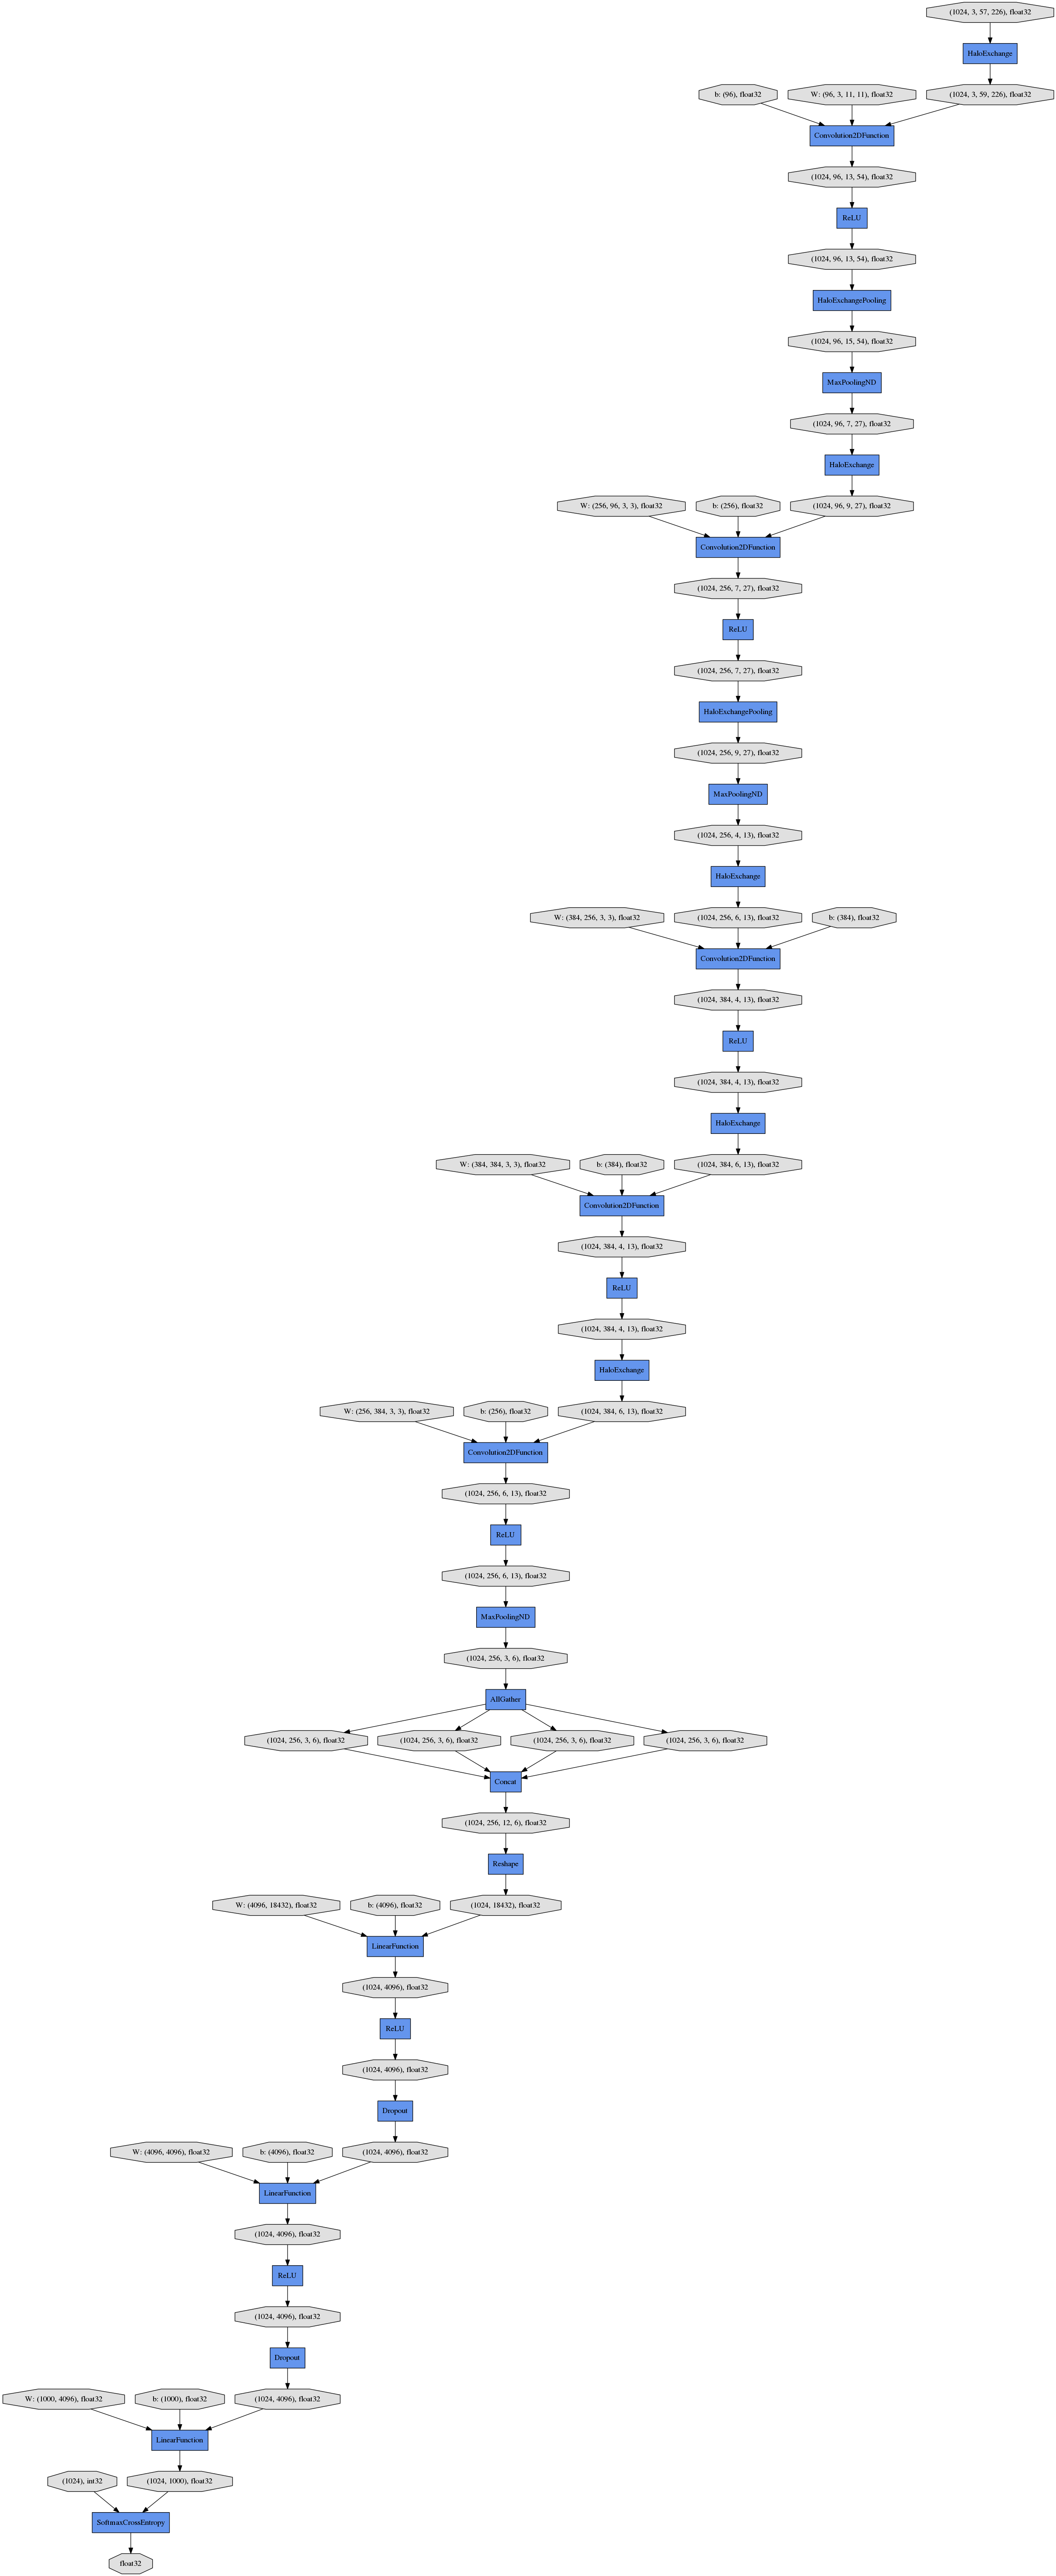 (1024, 3, 57, 226), float32
HaloExchange
b: (96), float32
W: (96, 3, 11, 11), float32
(1024, 3, 59, 226), float32
Convolution2DFunction
(1024, 96, 13, 54), float32
ReLU
(1024, 96, 13, 54), float32
HaloExchangePooling
(1024, 96, 15, 54), float32
MaxPoolingND
(1024, 96, 7, 27), float32
HaloExchange
W: (256, 96, 3, 3), float32
b: (256), float32
(1024, 96, 9, 27), float32
Convolution2DFunction
(1024, 256, 7, 27), float32
ReLU
(1024, 256, 7, 27), float32
HaloExchangePooling
(1024, 256, 9, 27), float32
MaxPoolingND
(1024, 256, 4, 13), float32
HaloExchange
W: (384, 256, 3, 3), float32
(1024, 256, 6, 13), float32
b: (384), float32
Convolution2DFunction
(1024, 384, 4, 13), float32
ReLU
(1024, 384, 4, 13), float32
HaloExchange
W: (384, 384, 3, 3), float32
b: (384), float32
(1024, 384, 6, 13), float32
Convolution2DFunction
(1024, 384, 4, 13), float32
ReLU
(1024, 384, 4, 13), float32
HaloExchange
W: (256, 384, 3, 3), float32
b: (256), float32
(1024, 384, 6, 13), float32
Convolution2DFunction
(1024, 256, 6, 13), float32
ReLU
(1024, 256, 6, 13), float32
MaxPoolingND
(1024, 256, 3, 6), float32
AllGather
(1024, 256, 3, 6), float32
(1024, 256, 3, 6), float32
(1024, 256, 3, 6), float32
(1024, 256, 3, 6), float32
Concat
(1024, 256, 12, 6), float32
Reshape
W: (4096, 18432), float32
b: (4096), float32
(1024, 18432), float32
LinearFunction
(1024, 4096), float32
ReLU
(1024, 4096), float32
Dropout
W: (4096, 4096), float32
b: (4096), float32
(1024, 4096), float32
LinearFunction
(1024, 4096), float32
ReLU
(1024, 4096), float32
Dropout
W: (1000, 4096), float32
b: (1000), float32
(1024, 4096), float32
LinearFunction
(1024), int32
(1024, 1000), float32
SoftmaxCrossEntropy
float32